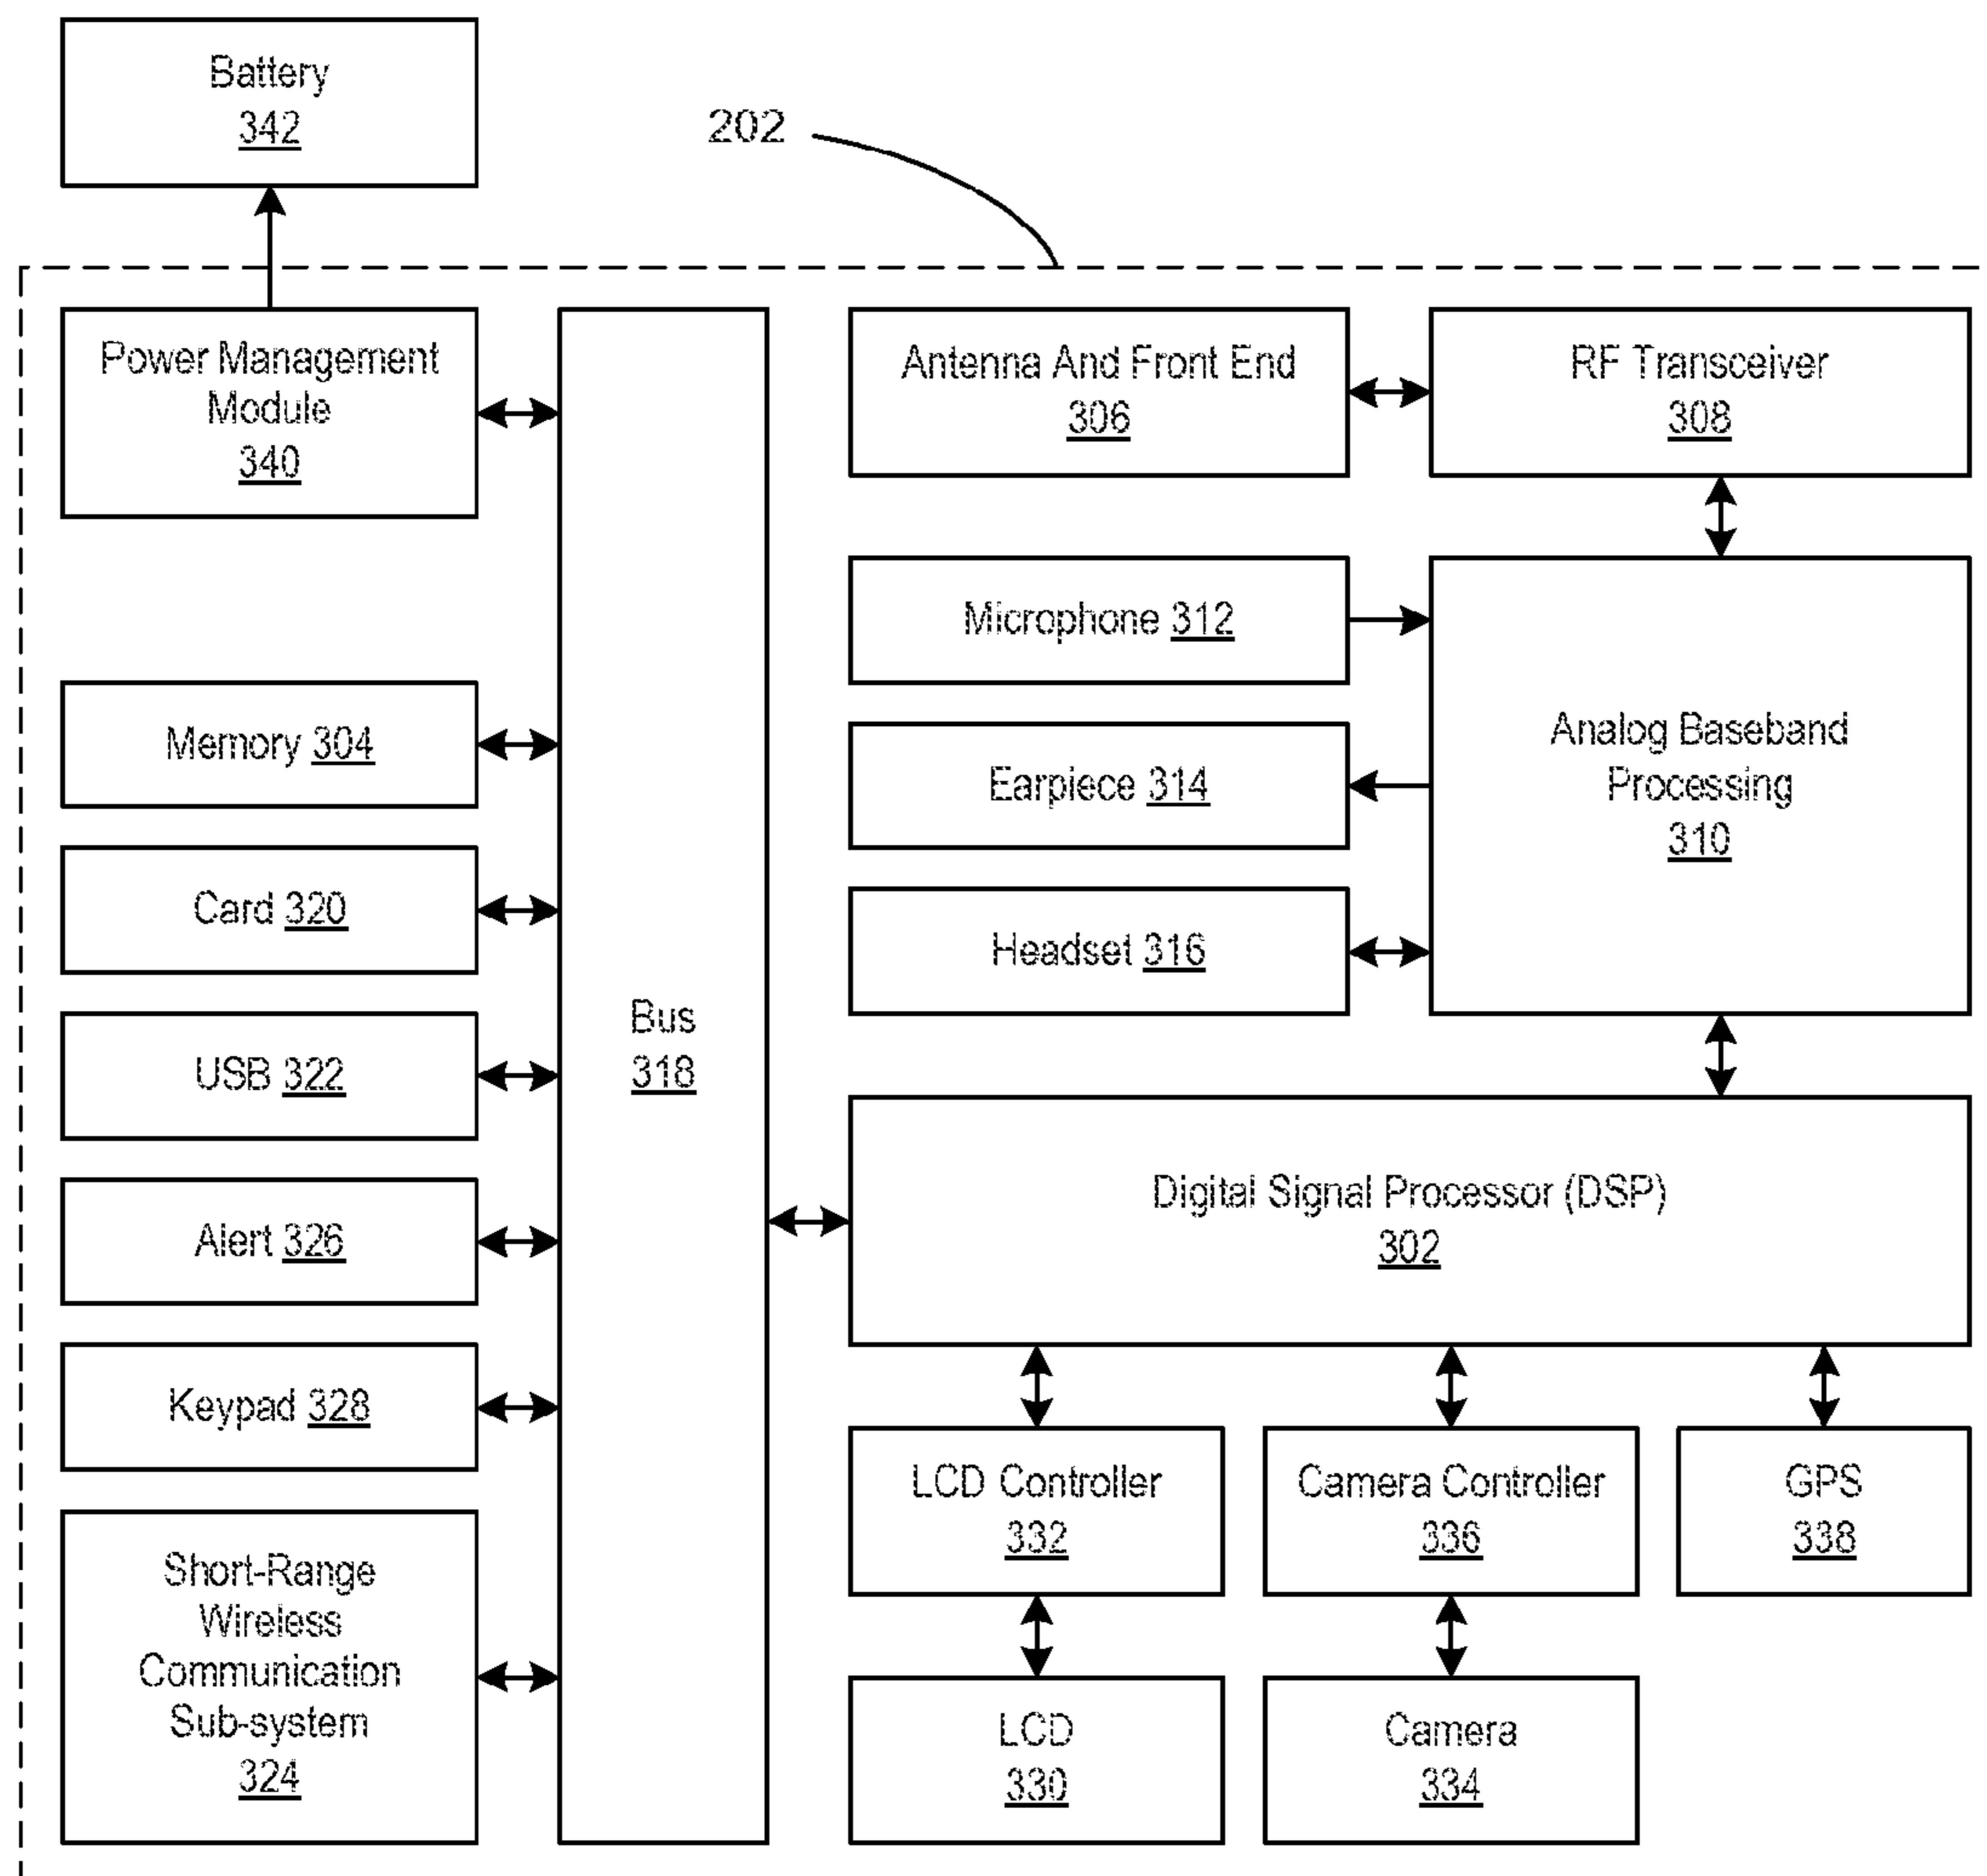 Battery
342
202
Power Management
Module
340
Antenna And Front End
306
RF Transceiver
308
Microphone 312
Memory 304
Earpiece 314
Analog Baseband
Processing
310
Card 320
Headset 316
Bus
318
USB 322
Alert 326
Digital Signal Processor (DSP)
302
Keypad 328
LCD Controller
332
Camera Controller
336
GPS
338
Short-Range
Wireless
Communication
Sub-system
324
LCD
330
Camera
334